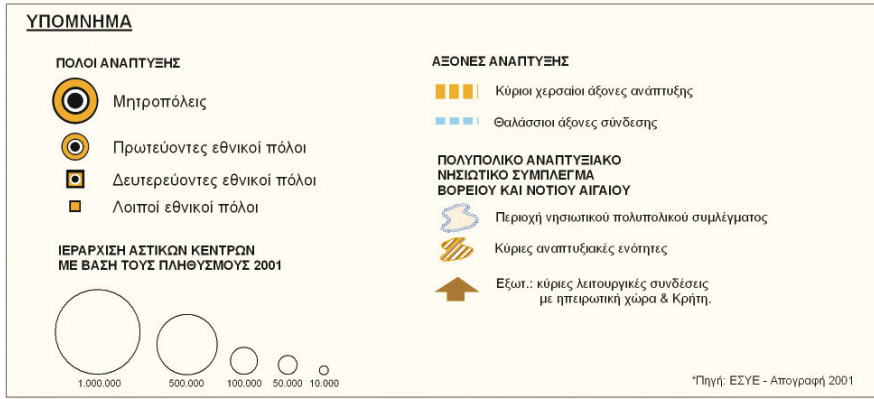 ΥΠΟΜΝΗΜΑ
ΠΟΛΟΙ ΑΝΑΠΤΥΞΗΣ
Μητροπόλεις
Πρωτεύοντες εθνικοί πόλοι
Δευτερεύοντες εθνικοί πόλοι
Λοιποί εθνικοί πόλοι
ΙΕΡΑΡΧΙΣΗ ΑΣΤΙΚΩΝ ΚΕΝΤΡΩΝ
ΜΕ ΒΑΣΗ ΤΟΥΣ ΠΛΗΘΥΣΜΟΥΣ 2001
1.000.000 500.000 100.000 50.000 10.000
ΑΞΟΝΕΣ ΑΝΑΠΤΥΞΗΣ
Κύριοι χερσαίοι άξονες ανάπτυξης
Θαλάσσιοι άξονες σύνδεσης
ΠΟΛΥΠΟΛΙΚΟ ΑΝΑΠΤΥΞΙΑΚΟ
ΝΗΣΙΩΤΙΚΟ ΣΥΜΠΛΕΓΜΑ
ΒΟΡΕΙΟΥ ΚΑΙ ΝΟΤΙΟΥ ΑΙΓΑΙΟΥ
Περιοχή νησιωτικού πολυπολικού συμλέγματος
Κύριες αναπτυξιακές ενότητες
Εξωτ.: κύριες λειτουργικές συνδέσεις
με ηπειρωτική χώρα & Κρήτη.
*Πηγή: ΕΣΥΕ - Απογραφή 2001